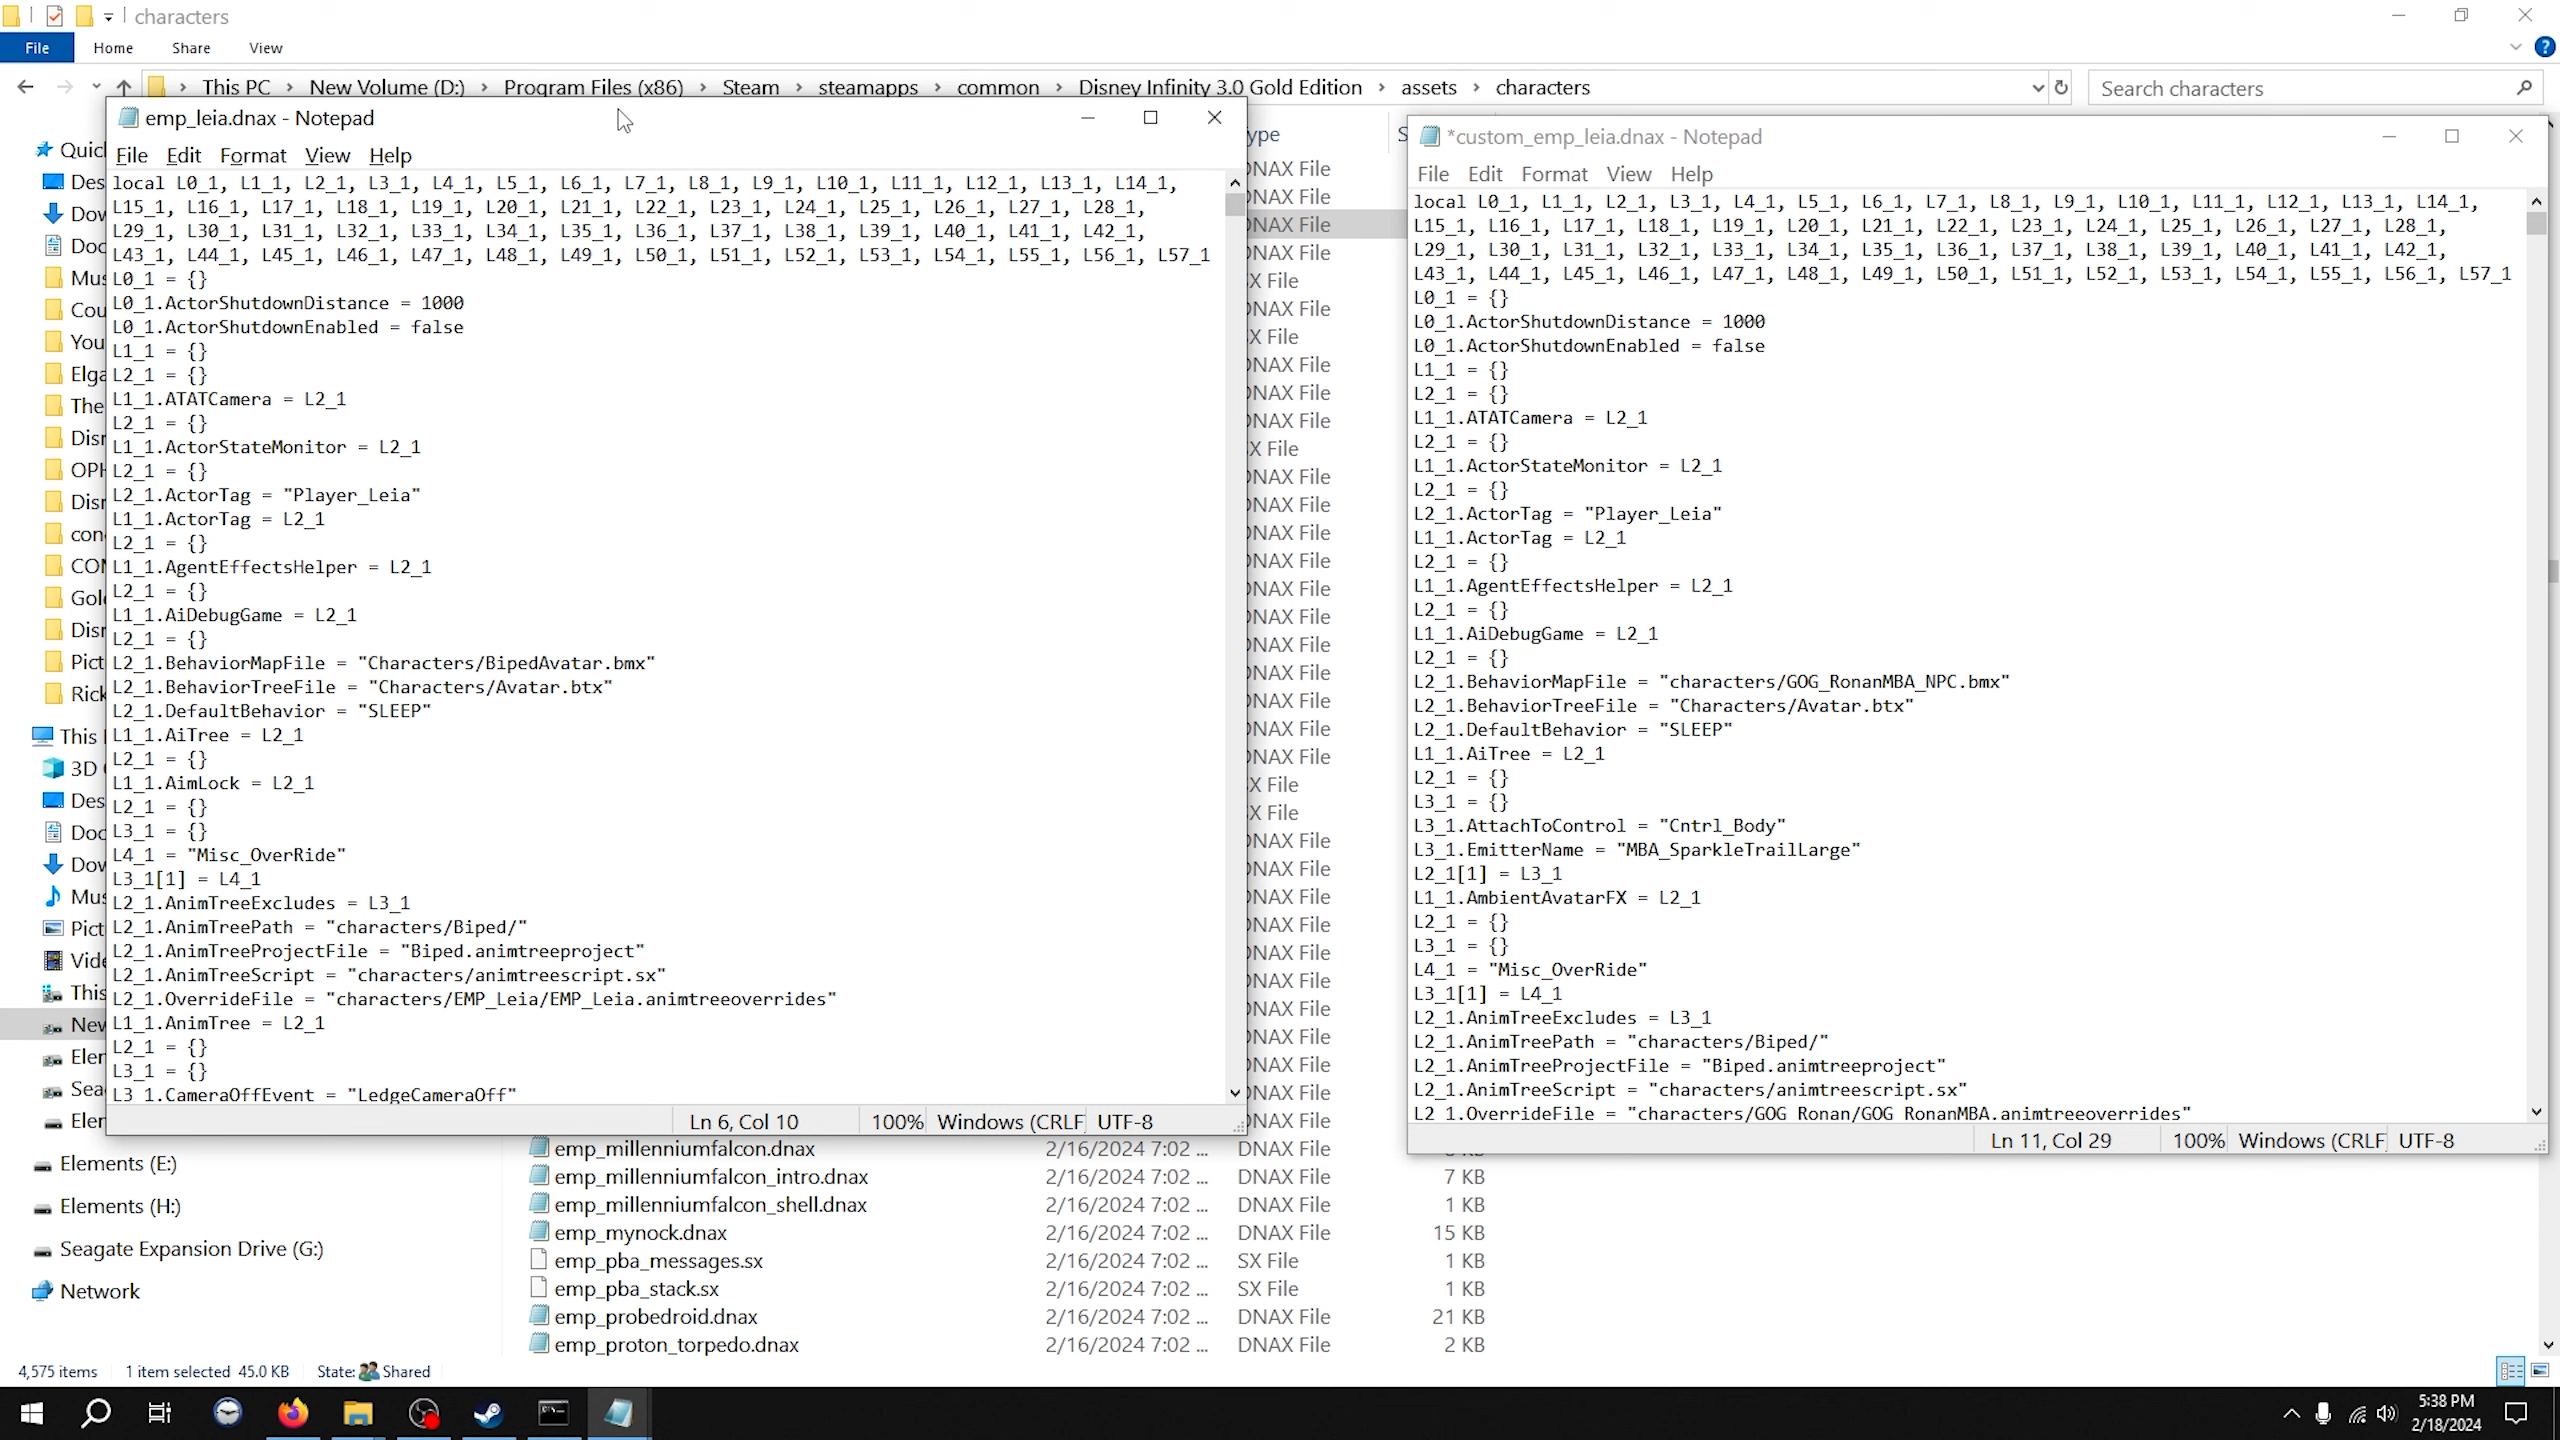 characters
File Home Share View
This PC > New Volume (D:) > Program Files (x86) > Steam > steamapps > common > Disney Infinity 3.0 Gold Edition > assets > characters
Search characters
emp_leia.dnax - Notepad
File Edit Format View Help
local L0_1, L1_1, L2_1, L3_1, L4_1, L5_1, L6_1, L7_1, L8_1, L9_1, L10_1, L11_1, L12_1, L13_1, L14_1,
L15_1, L16_1, L17_1, L18_1, L19_1, L20_1, L21_1, L22_1, L23_1, L24_1, L25_1, L26_1, L27_1, L28_1,
L29_1, L30_1, L31_1, L32_1, L33_1, L34_1, L35_1, L36_1, L37_1, L38_1, L39_1, L40_1, L41_1, L42_1,
L43_1, L44_1, L45_1, L46_1, L47_1, L48_1, L49_1, L50_1, L51_1, L52_1, L53_1, L54_1, L55_1, L56_1, L57_1
L0_1 = {}
L0_1.ActorShutdownDistance = 1000
L0_1.ActorShutdownEnabled = false
L1_1 = {}
L2_1 = {}
L1_1.ATATCamera = L2_1
L2_1 = {}
L1_1.ActorStateMonitor = L2_1
L2_1 = {}
L2_1.ActorTag = "Player_Leia"
L1_1.ActorTag = L2_1
L2_1 = {}
L1_1.AgentEffectsHelper = L2_1
L2_1 = {}
L1_1.AiDebugGame = L2_1
L2_1 = {}
L2_1.BehaviorMapFile = "Characters/BipedAvatar.bmx"
L2_1.BehaviorTreeFile = "Characters/Avatar.btx"
L2_1.DefaultBehavior = "SLEEP"
L1_1.AiTree = L2_1
L2_1 = {}
L1_1.AimLock = L2_1
L2_1 = {}
L3_1 = {}
L4_1 = "Misc_OverRide"
L3_1[1] = L4_1
L2_1.AnimTreeExcludes = L3_1
L2_1.AnimTreePath = "characters/Biped/"
L2_1.AnimTreeProjectFile = "Biped.animtreeproject"
L2_1.AnimTreeScript = "characters/animtreescript.sx"
L2_1.OverrideFile = "characters/EMP_Leia/EMP_Leia.animtreeoverrides"
L1_1.AnimTree = L2_1
L2_1 = {}
L3_1 = {}
L3_1.CameraOffEvent = "LedgeCameraOff"
Ln 6, Col 10 100% Windows (CRLF UTF-8
*custom_emp_leia.dnax - Notepad
File Edit Format View Help
local L0_1, L1_1, L2_1, L3_1, L4_1, L5_1, L6_1, L7_1, L8_1, L9_1, L10_1, L11_1, L12_1, L13_1, L14_1,
L15_1, L16_1, L17_1, L18_1, L19_1, L20_1, L21_1, L22_1, L23_1, L24_1, L25_1, L26_1, L27_1, L28_1,
L29_1, L30_1, L31_1, L32_1, L33_1, L34_1, L35_1, L36_1, L37_1, L38_1, L39_1, L40_1, L41_1, L42_1,
L43_1, L44_1, L45_1, L46_1, L47_1, L48_1, L49_1, L50_1, L51_1, L52_1, L53_1, L54_1, L55_1, L56_1, L57_1
L0_1 = {}
L0_1.ActorShutdownDistance = 1000
L0_1.ActorShutdownEnabled = false
L1_1 = {}
L2_1 = {}
L1_1.ATATCamera = L2_1
L2_1 = {}
L1_1.ActorStateMonitor = L2_1
L2_1 = {}
L2_1.ActorTag = "Player_Leia"
L1_1.ActorTag = L2_1
L2_1 = {}
L1_1.AgentEffectsHelper = L2_1
L2_1 = {}
L1_1.AiDebugGame = L2_1
L2_1 = {}
L2_1.BehaviorMapFile = "characters/GOG_RonanMBA_NPC.bmx"
L2_1.BehaviorTreeFile = "Characters/Avatar.btx"
L2_1.DefaultBehavior = "SLEEP"
L1_1.AiTree = L2_1
L2_1 = {}
L3_1 = {}
L3_1.AttachToControl = "Cntrl_Body"
L3_1.EmitterName = "MBA_SparkleTrailLarge"
L2_1[1] = L3_1
L1_1.AmbientAvatarFX = L2_1
L2_1 = {}
L3_1 = {}
L4_1 = "Misc_OverRide"
L3_1[1] = L4_1
L2_1.AnimTreeExcludes = L3_1
L2_1.AnimTreePath = "characters/Biped/"
L2_1.AnimTreeProjectFile = "Biped.animtreeproject"
L2_1.AnimTreeScript = "characters/animtreescript.sx"
L2_1.OverrideFile = "characters/GOG_Ronan/GOG_RonanMBA.animtreeoverrides"
Ln 11, Col 29 100% Windows (CRLF UTF-8
Elements (E:)
Elements (H:)
Seagate Expansion Drive (G:)
Network
emp_millenniumfalcon.dnax 2/16/2024 7:02 ... DNAX File
emp_millenniumfalcon_intro.dnax 2/16/2024 7:02 ... DNAX File 7 KB
emp_millenniumfalcon_shell.dnax 2/16/2024 7:02 ... DNAX File 1 KB
emp_mynock.dnax 2/16/2024 7:02 ... DNAX File 15 KB
emp_pba_messages.sx 2/16/2024 7:02 ... SX File 1 KB
emp_pba_stack.sx 2/16/2024 7:02 ... SX File 1 KB
emp_probedroid.dnax 2/16/2024 7:02 ... DNAX File 21 KB
emp_proton_torpedo.dnax 2/16/2024 7:02 ... DNAX File 2 KB
4,575 items 1 item selected 45.0 KB State: Shared
5:38 PM
2/18/2024